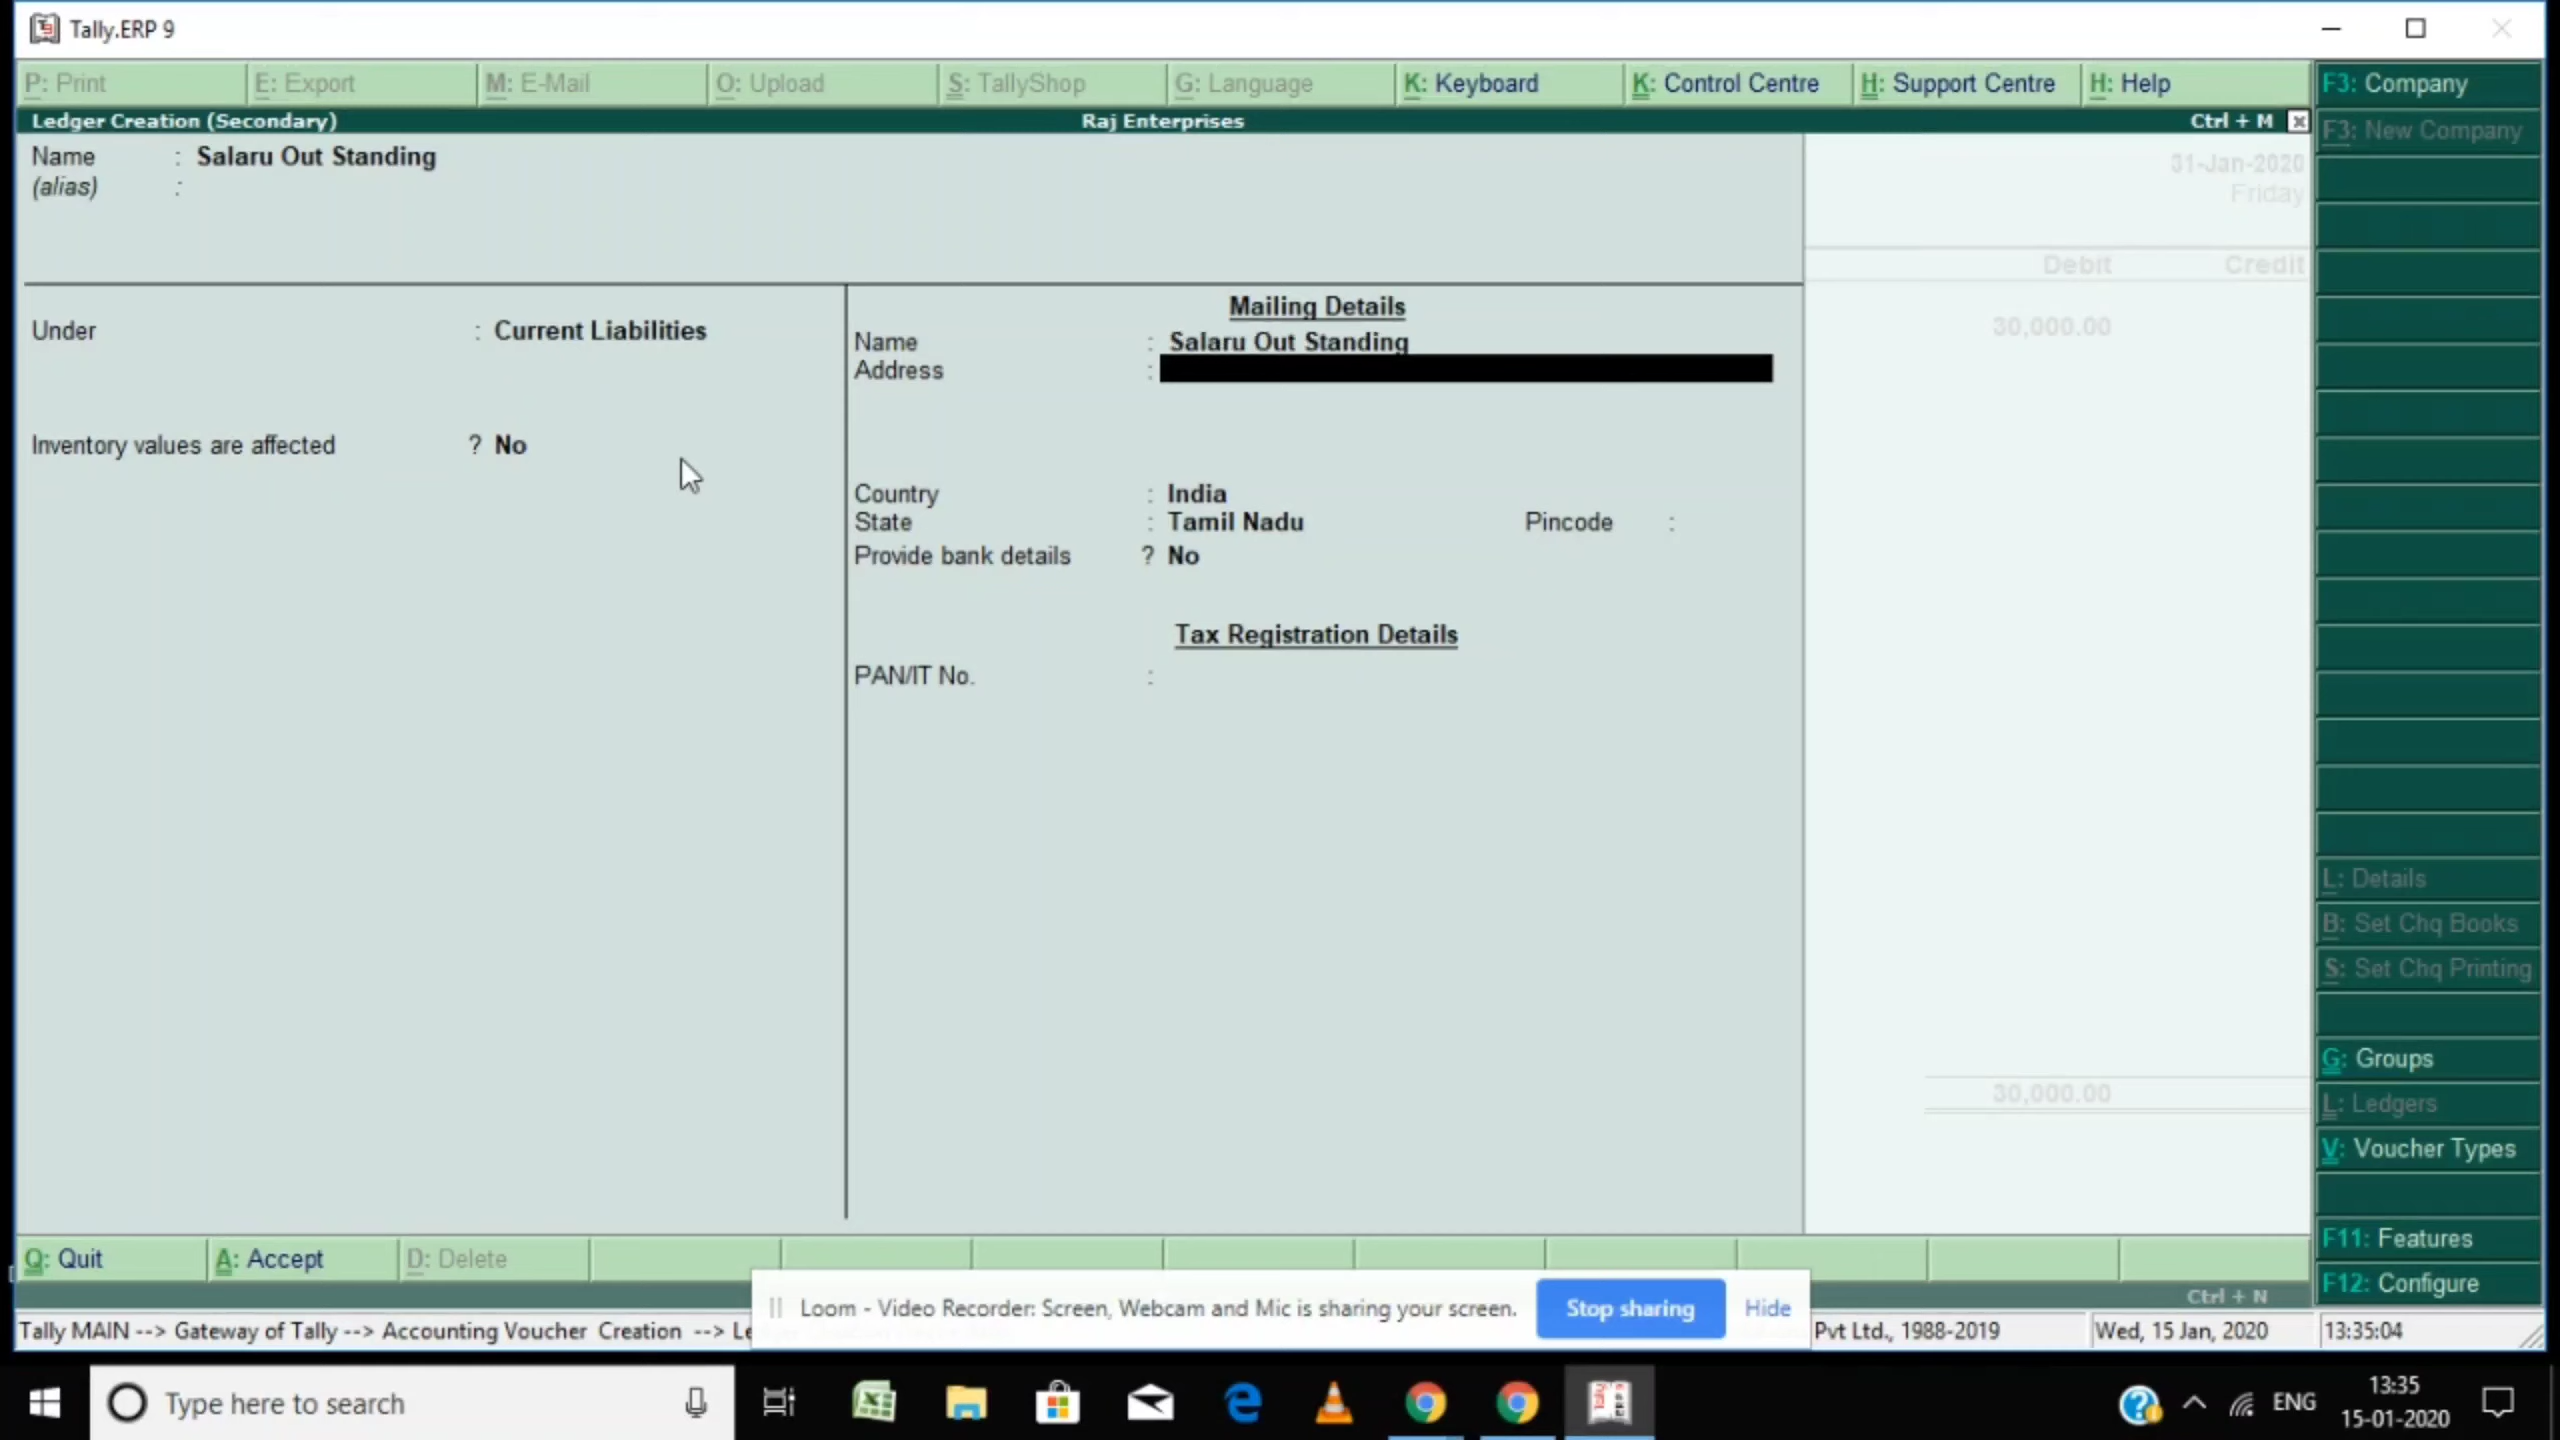 Tally.ERP 9
P: Print E: Export M: E-Mail O: Upload S: TallyShop G: Language K: Keyboard K: Control Centre H: Support Centre H: Help
Ledger Creation (Secondary) Raj Enterprises Ctrl + M
Name : Salaru Out Standing
(alias) :
31-Jan-2020
Friday
Debit Credit
30,000.00
Under : Current Liabilities
Inventory values are affected ? No
Mailing Details
Name : Salaru Out Standing
Address :
Country : India
State : Tamil Nadu Pincode :
Provide bank details ? No
Tax Registration Details
PAN/IT No. :
30,000.00
F3: Company
F3: New Company
L: Details
B: Set Chq Books
S: Set Chq Printing
G: Groups
L: Ledgers
V: Voucher Types
F11: Features
F12: Configure
Q: Quit A: Accept D: Delete
Ctrl + N
Loom - Video Recorder: Screen, Webcam and Mic is sharing your screen. Stop sharing Hide
Tally MAIN --> Gateway of Tally --> Accounting Voucher Creation --> Le Pvt Ltd., 1988-2019 Wed, 15 Jan, 2020 13:35:04
Type here to search
ENG
13:35
15-01-2020